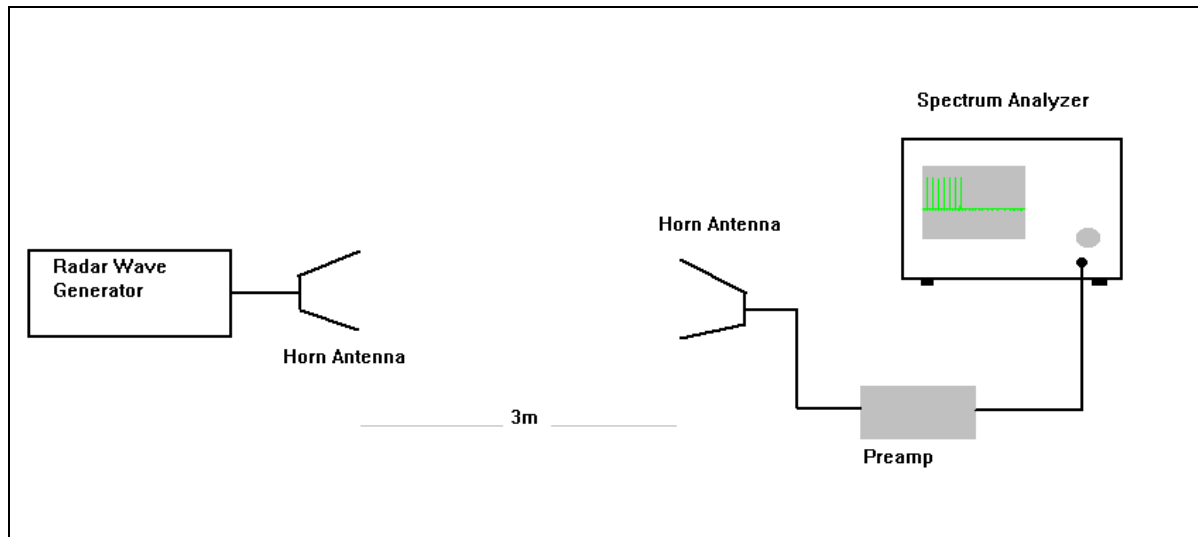 Spectrum Analyzer
Horn Antenna
Radar Wave
Generator
Horn Antenna
3m
Preamp